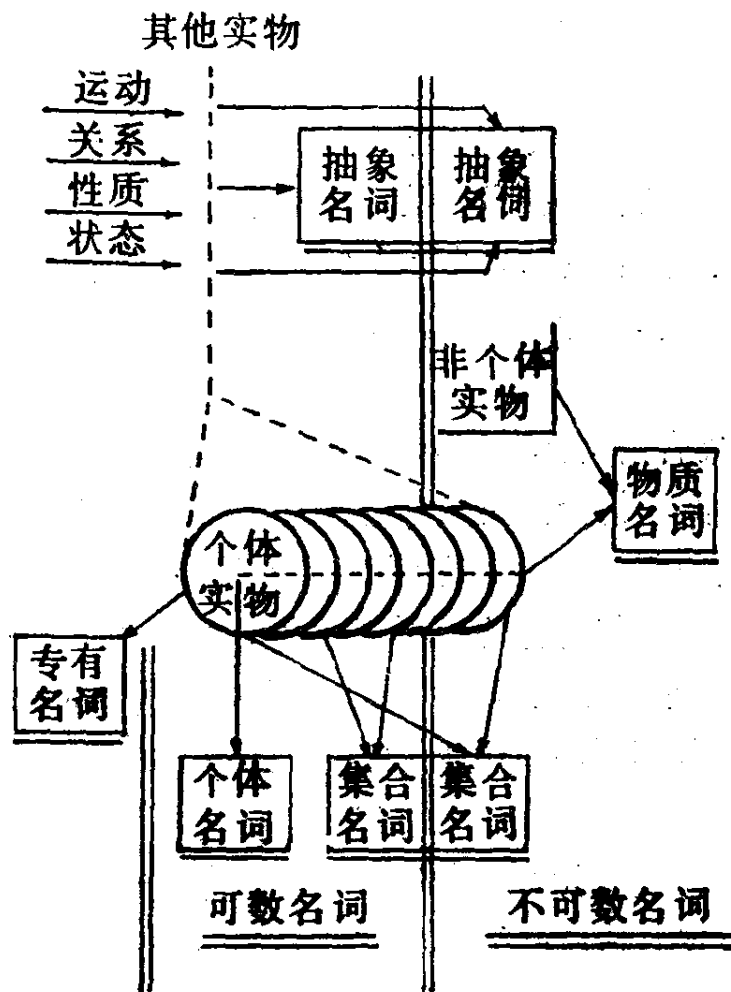 其他实物
运动
关系
性质
状态
抽象
名词
抽象
名词
非个体
实物
物质
名词
个体
实物
专有
名词
个体
名词
集合
名词
集合
名词
可数名词
不可数名词